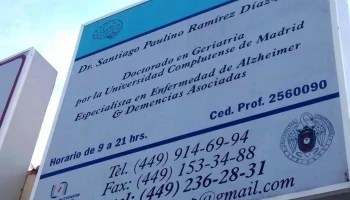 Dr. Santiago Paulino Ramírez Díaz
Doctorado en Geriatría
por la Universidad Complutense de Madrid
Especialista en Enfermedad de Alzheimer
& Demencias Asociadas
Ced. Prof. 2560090
Horario de 9 a 21 hrs.
Tel. (449) 914-69-94
Fax: (449) 153-34-88
tel: (449) 236-28-31
@gmail.com